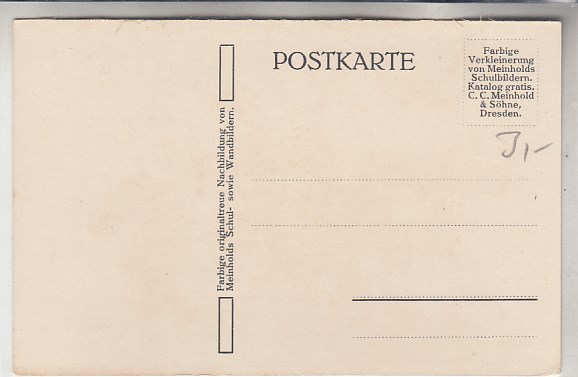 POSTKARTE
Farbige
Verkleinerung
von Meinholds
Schulbildern.
Katalog gratis.
C. C. Meinhold
& Söhne,
Dresden.
Farbige originaltreue Nachbildung von
Meinholds Schul- sowie Wandbildern.